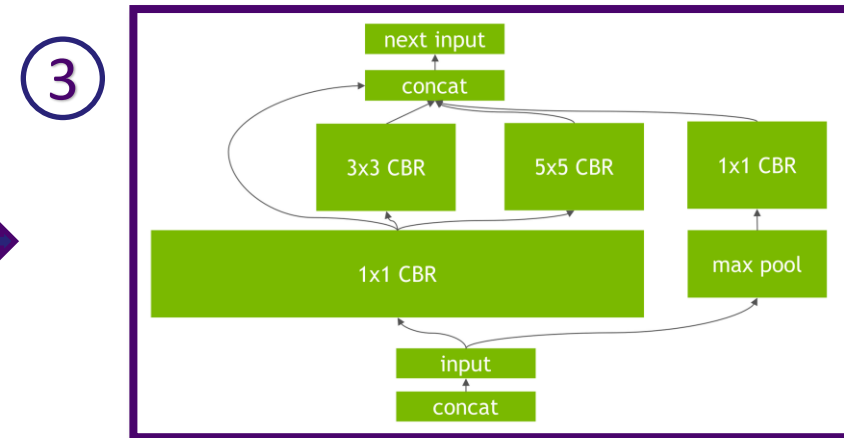 3
next input
concat
3x3 CBR
5x5 CBR
1x1 CBR
1x1 CBR
max pool
input
concat